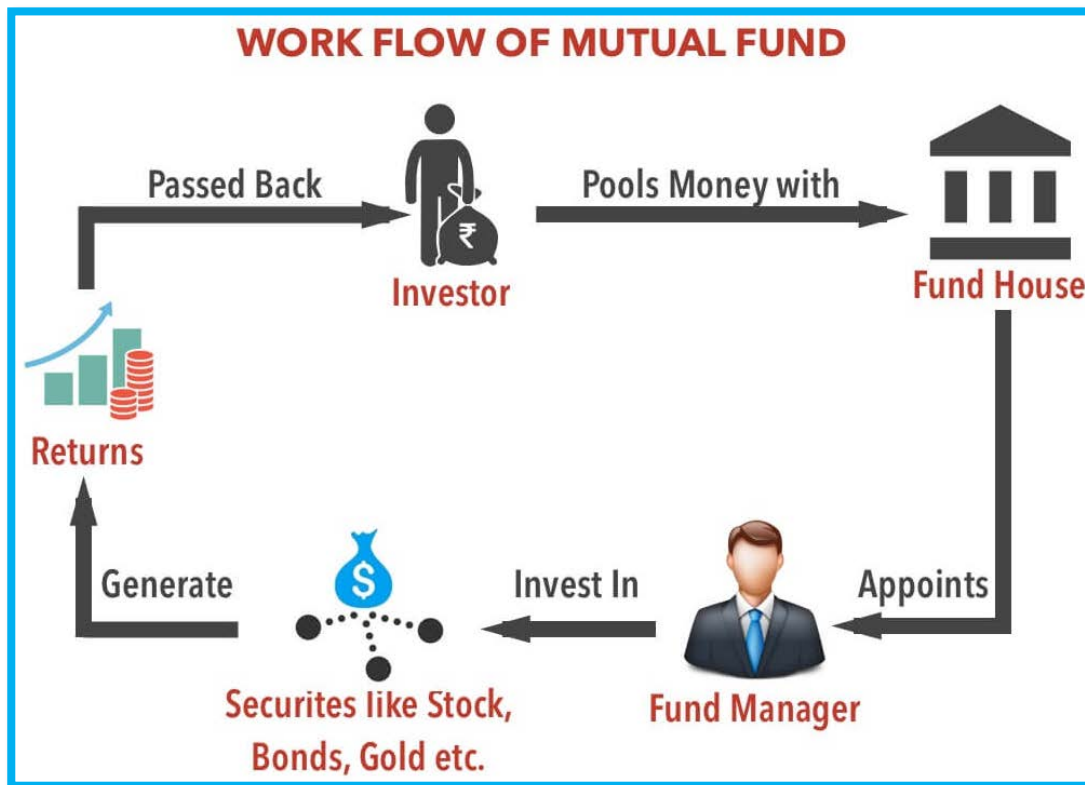 WORK FLOW OF MUTUAL FUND
Passed Back
Pools Money with
₹
Investor
Fund House
Returns
Generate
$
Invest In
Appoints
Securites like Stock,
Bonds, Gold etc.
Fund Manager